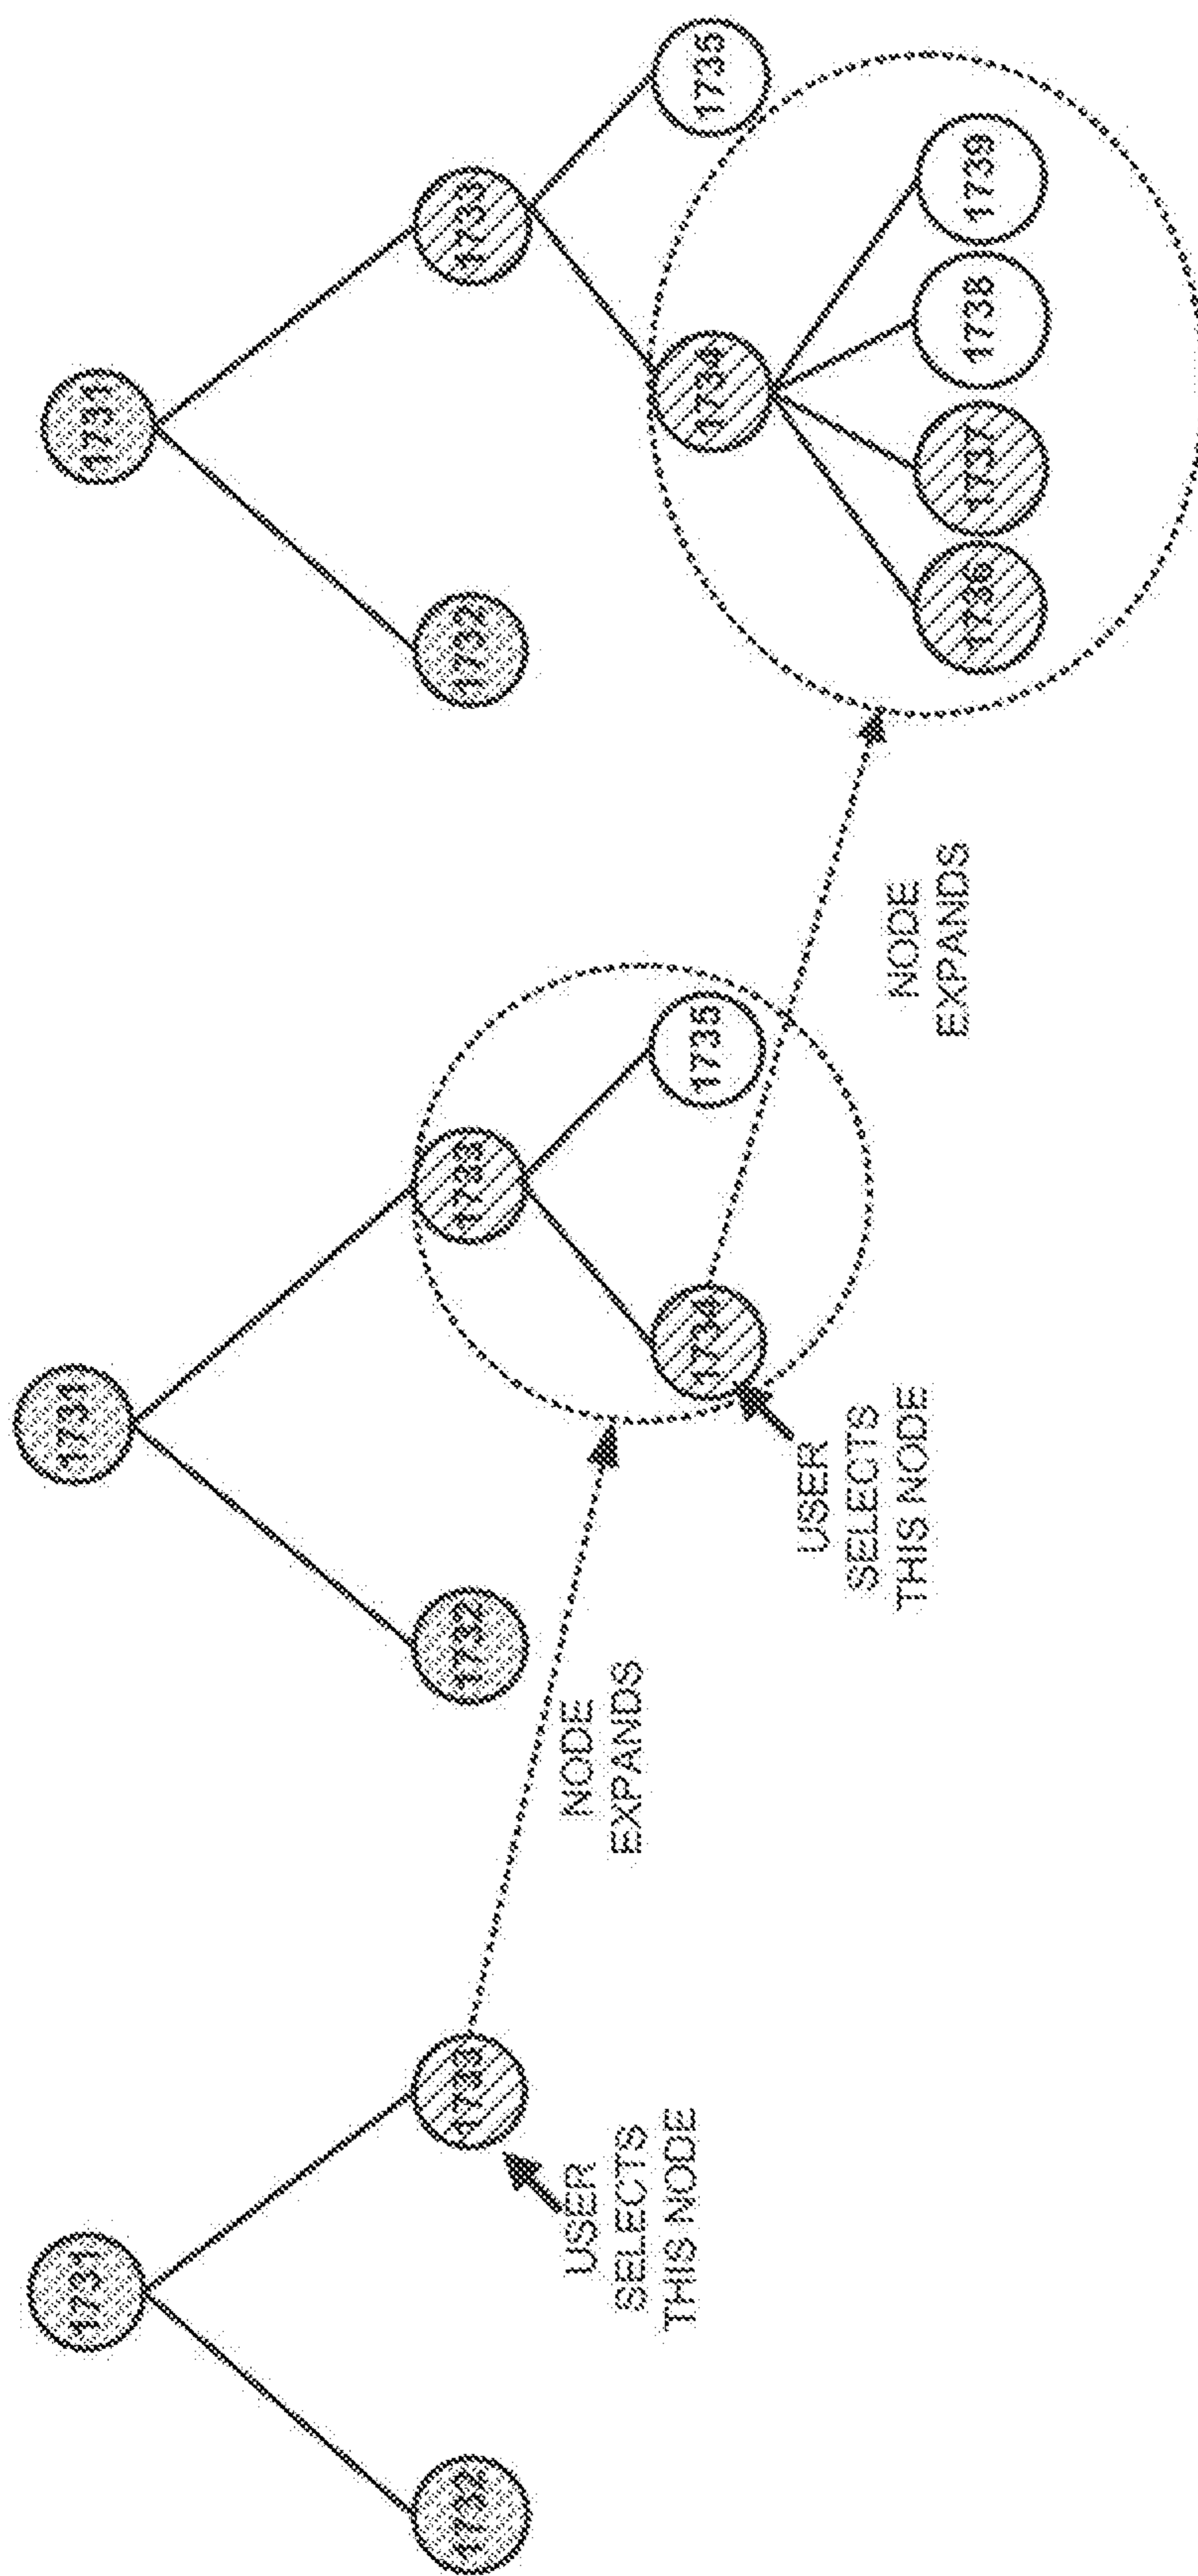 1731
1732
1733
USER
SELECTS
THIS NODE
NODE
EXPANDS
1731
1732
1733
1734
1735
USER
SELECTS
THIS NODE
NODE
EXPANDS
1731
1732
1733
1734
1735
1736
1737
1738
1739